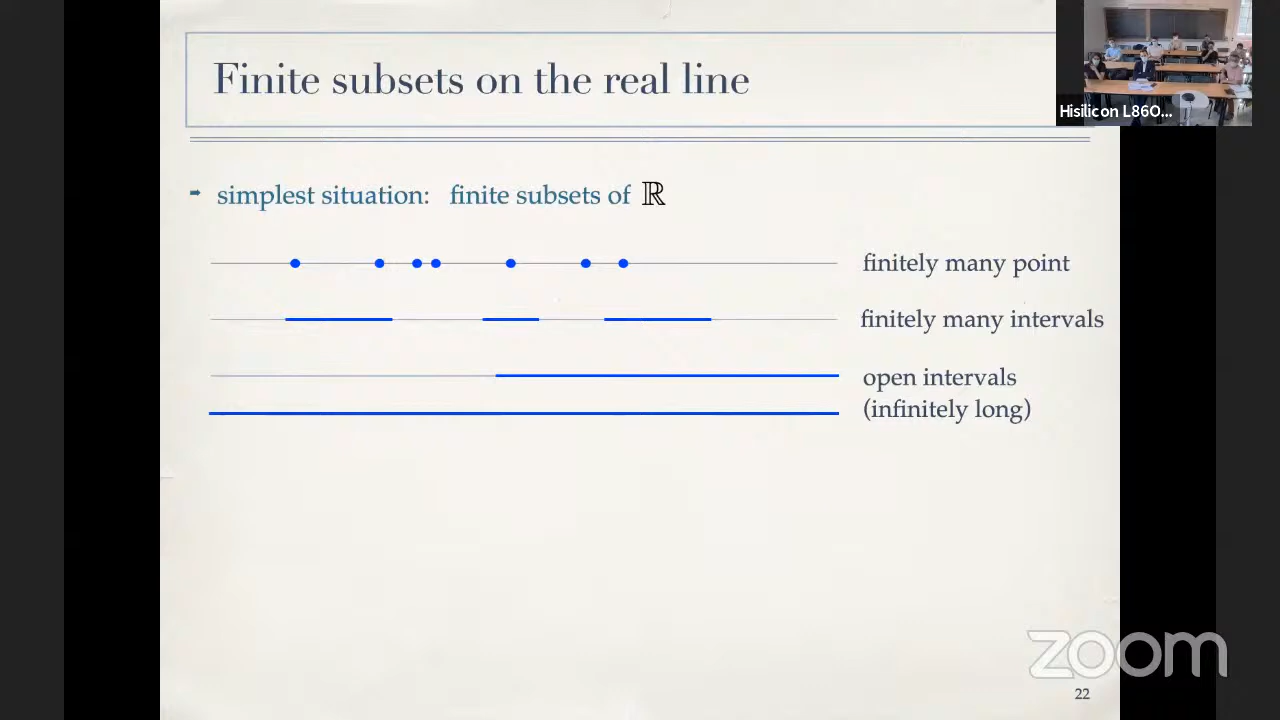 Finite subsets on the real line
Hisilicon L86O...
➡ simplest situation: finite subsets of ℝ
finitely many point
finitely many intervals
open intervals
(infinitely long)
zoom
22